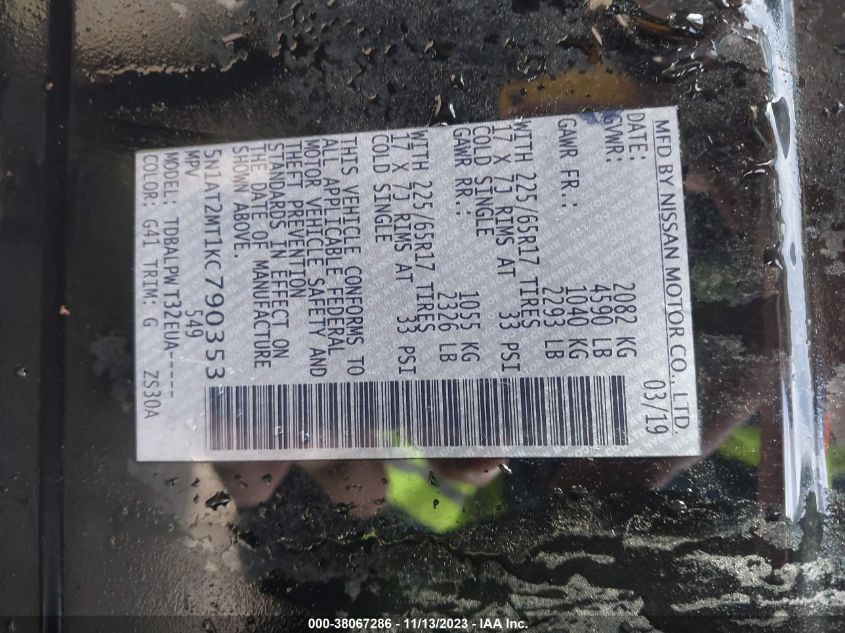 MFD BY NISSAN MOTOR CO., LTD.
DATE: 03/19
GVWR: 2082 KG
4590 LB
GAWR FR.: 1040 KG
2293 LB
WITH 225/65R17 TIRES
17 X 7J RIMS AT 33 PSI
COLD SINGLE
GAWR RR.: 1055 KG
2326 LB
WITH 225/65R17 TIRES
17 X 7J RIMS AT 33 PSI
COLD SINGLE
THIS VEHICLE CONFORMS TO
ALL APPLICABLE FEDERAL
MOTOR VEHICLE SAFETY AND
THEFT PREVENTION
STANDARDS IN EFFECT ON
THE DATE OF MANUFACTURE
SHOWN ABOVE.
5N1AT2MT1KC790353
MPV 549
MODEL: TDBALPW T32EUA-----
COLOR: G41 TRIM: G ZS30A
000-38067286 - 11/13/2023 - IAA Inc.